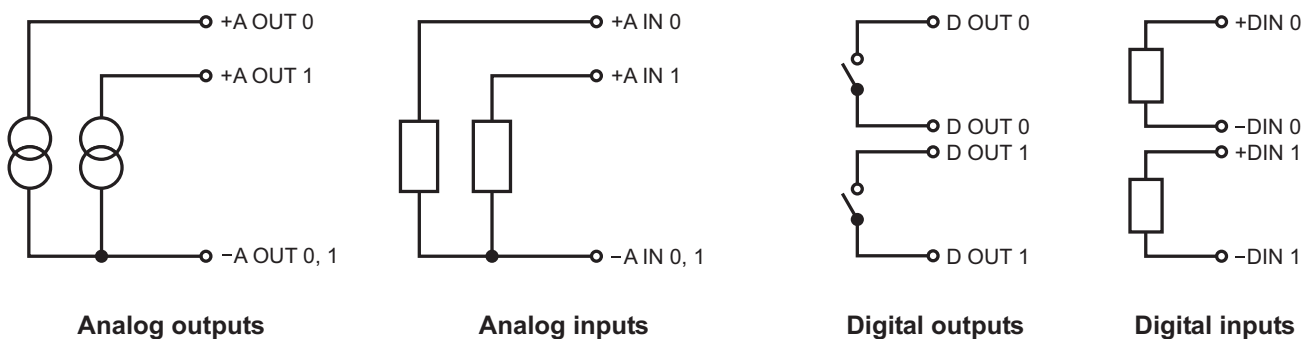 +A OUT 0
+A OUT 1
−A OUT 0, 1
Analog outputs
+A IN 0
+A IN 1
−A IN 0, 1
Analog inputs
D OUT 0
D OUT 0
D OUT 1
D OUT 1
Digital outputs
+DIN 0
−DIN 0
+DIN 1
−DIN 1
Digital inputs